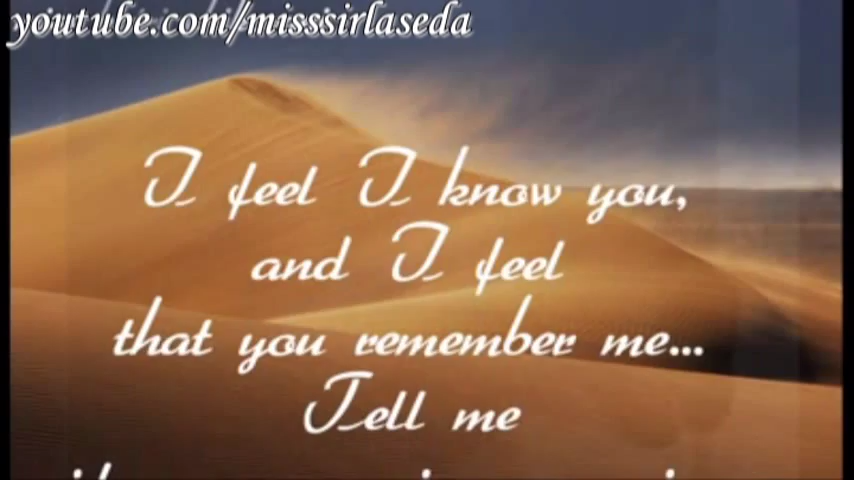 youtube.com/misssirlaseda
I feel I know you,
and I feel
that you remember me...
Tell me